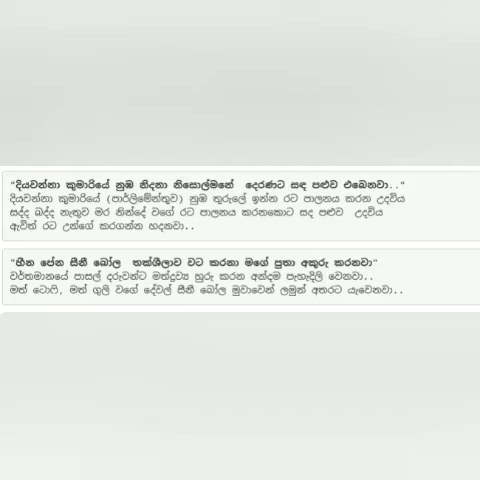 "දියවන්නා කුමාරියේ නුඹ නිදනා නිසොල්මනේ දෙරණට සඳ පළුව එබෙනවා.."
දියවන්නා කුමාරියේ (පාර්ලිමේන්තුව) නුඹ තුරුලේ ඉන්න රට පාලනය කරන උදවිය
සද්ද බද්ද නැතුව මර නින්දේ වගේ රට පාලනය කරනකොට සද පළුව උදවිය
ඇවිත් රට උන්ගේ කරගන්න හදනවා..
"හීන පේන සීනී බෝල තක්ශිලාව වට කරනා මගේ පුතා අකුරු කරනවා"
වර්තමානයේ පාසල් දරුවන්ට මත්ද්‍රව්‍ය හුරු කරන අන්දම පැහැදිලි වෙනවා..
මත් ටොෆි, මත් ගුලි වගේ දේවල් සීනී බෝල මුවාවෙන් ලමුන් අතරට යැවෙනවා..